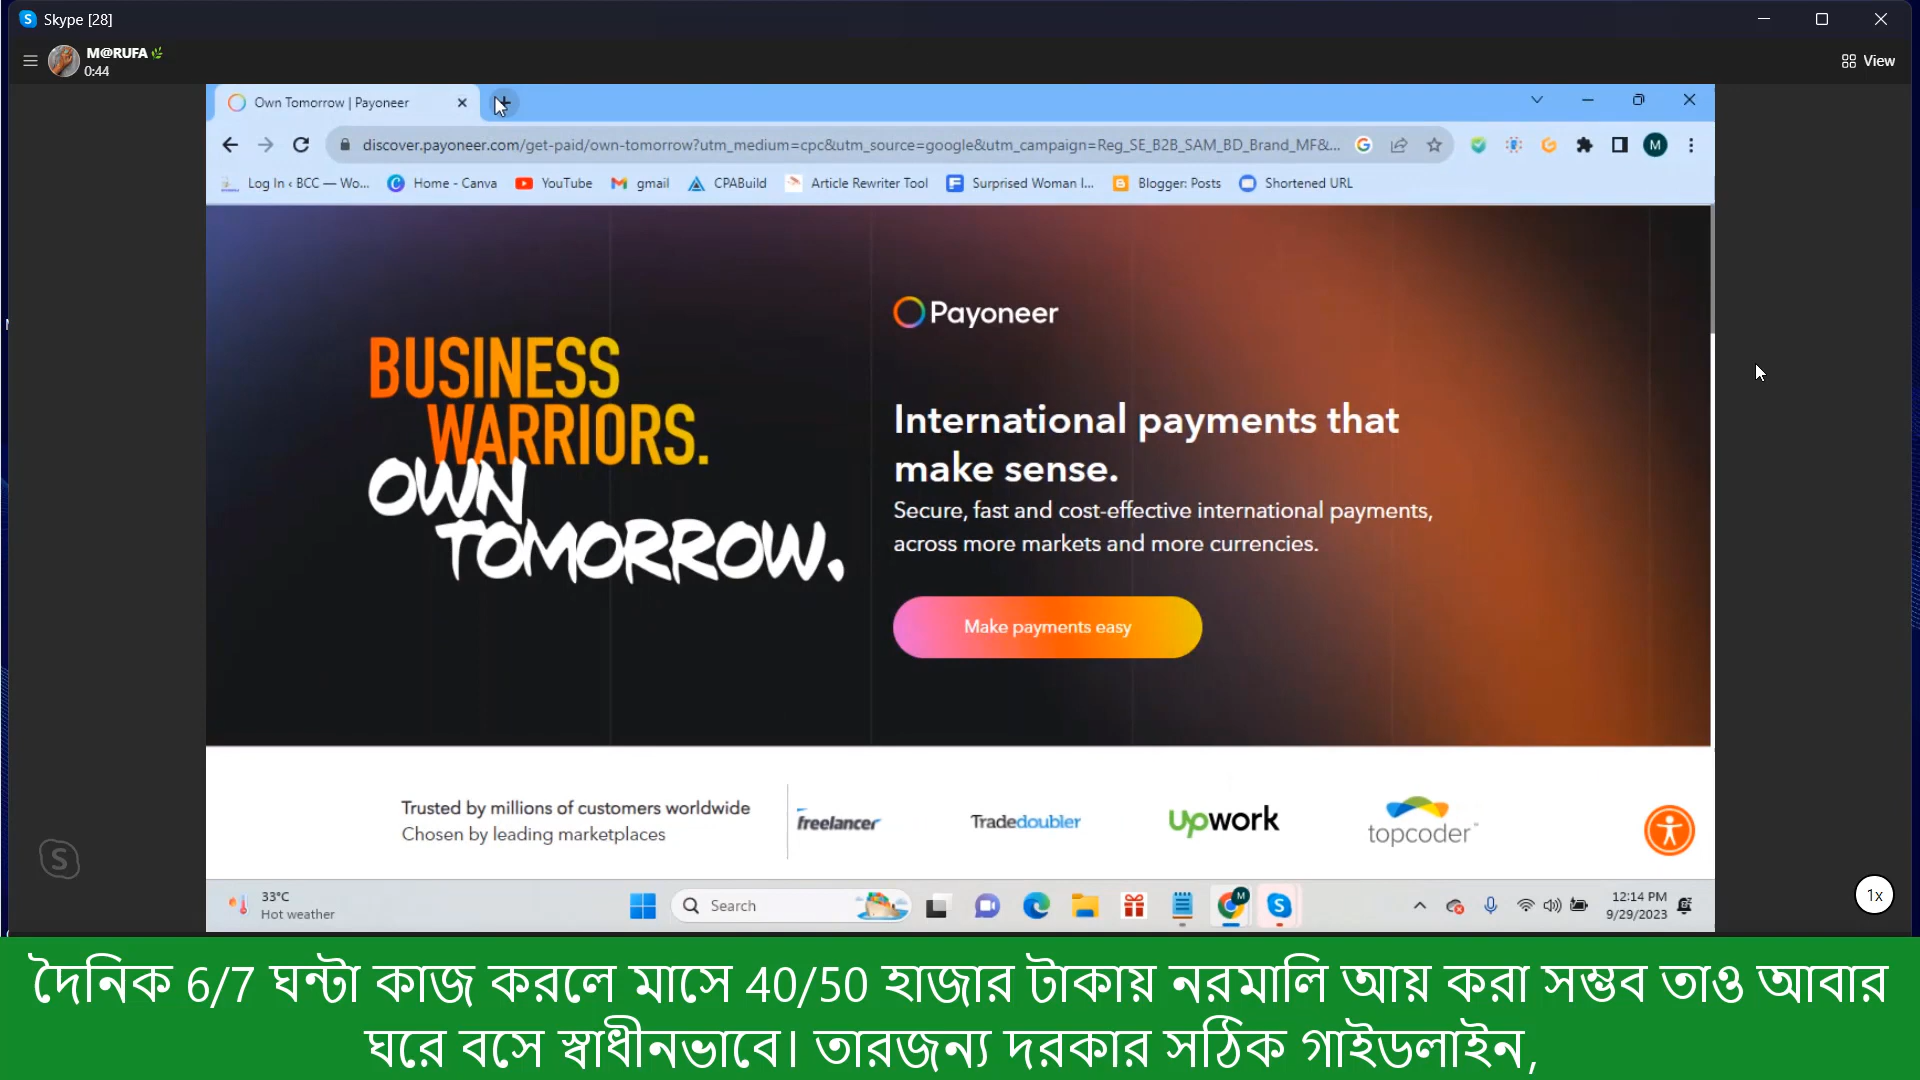 Skype [28]
M@RUFA
0:44
View
Own Tomorrow | Payoneer
discover.payoneer.com/get-paid/own-tomorrow?utm_medium=cpc&utm_source=google&utm_campaign=Reg_SE_B2B_SAM_BD_Brand_MF&...
M
Log In ‹ BCC — Wo...
Home - Canva
YouTube
gmail
CPABuild
Article Rewriter Tool
Surprised Woman I...
Blogger: Posts
Shortened URL
BUSINESS
WARRIORS.
OWN
TOMORROW.
Payoneer
International payments that
make sense.
Secure, fast and cost-effective international payments,
across more markets and more currencies.
Make payments easy
Trusted by millions of customers worldwide
Chosen by leading marketplaces
freelancer
Tradedoubler
upwork
topcoder™
1x
33°C
Hot weather
Search
12:14 PM
9/29/2023
দৈনিক 6/7 ঘন্টা কাজ করলে মাসে 40/50 হাজার টাকায় নরমালি আয় করা সম্ভব তাও আবার
ঘরে বসে স্বাধীনভাবে। তারজন্য দরকার সঠিক গাইডলাইন,